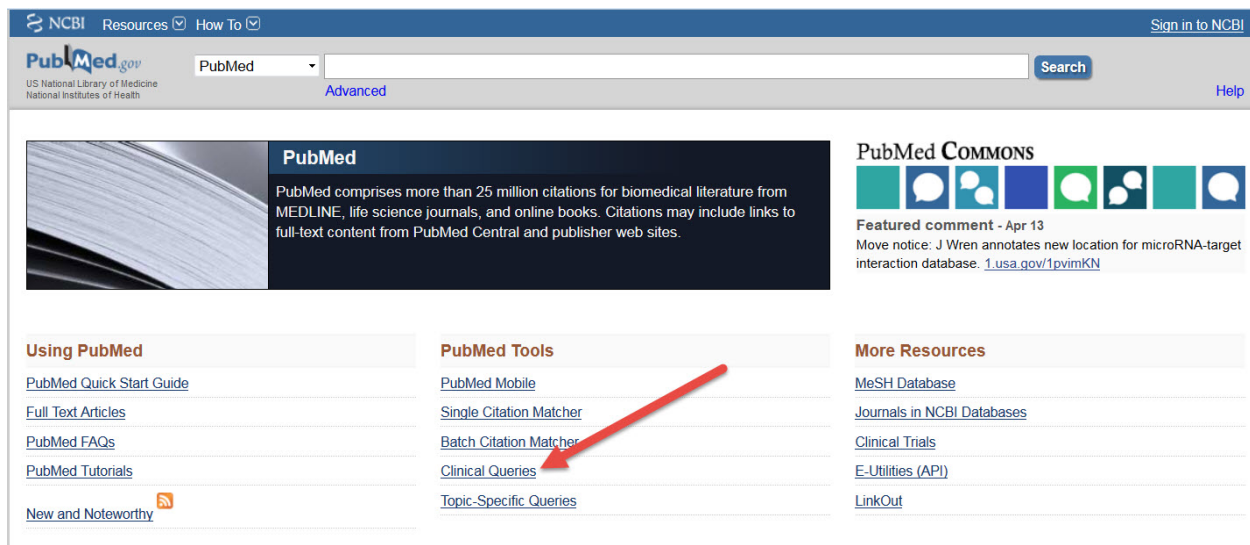 NCBI Resources How To Sign in to NCBI
PubMed.gov
US National Library of Medicine
National Institutes of Health
PubMed
Search
Advanced
Help
PubMed
PubMed comprises more than 25 million citations for biomedical literature from
MEDLINE, life science journals, and online books. Citations may include links to
full-text content from PubMed Central and publisher web sites.
PubMed COMMONS
Featured comment - Apr 13
Move notice: J Wren annotates new location for microRNA-target
interaction database. 1.usa.gov/1pvimKN
Using PubMed
PubMed Quick Start Guide
Full Text Articles
PubMed FAQs
PubMed Tutorials
New and Noteworthy
PubMed Tools
PubMed Mobile
Single Citation Matcher
Batch Citation Matcher
Clinical Queries
Topic-Specific Queries
More Resources
MeSH Database
Journals in NCBI Databases
Clinical Trials
E-Utilities (API)
LinkOut